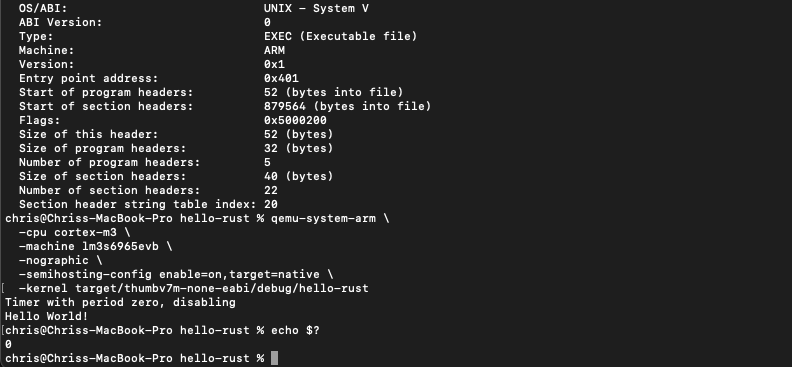 OS/ABI: UNIX - System V
ABI Version: 0
Type: EXEC (Executable file)
Machine: ARM
Version: 0x1
Entry point address: 0x401
Start of program headers: 52 (bytes into file)
Start of section headers: 879564 (bytes into file)
Flags: 0x5000200
Size of this header: 52 (bytes)
Size of program headers: 32 (bytes)
Number of program headers: 5
Size of section headers: 40 (bytes)
Number of section headers: 22
Section header string table index: 20
chris@Chriss-MacBook-Pro hello-rust % qemu-system-arm \
-cpu cortex-m3 \
-machine lm3s6965evb \
-nographic \
-semihosting-config enable=on,target=native \
[ -kernel target/thumbv7m-none-eabi/debug/hello-rust
Timer with period zero, disabling
Hello World!
[chris@Chriss-MacBook-Pro hello-rust % echo $?
0
chris@Chriss-MacBook-Pro hello-rust %